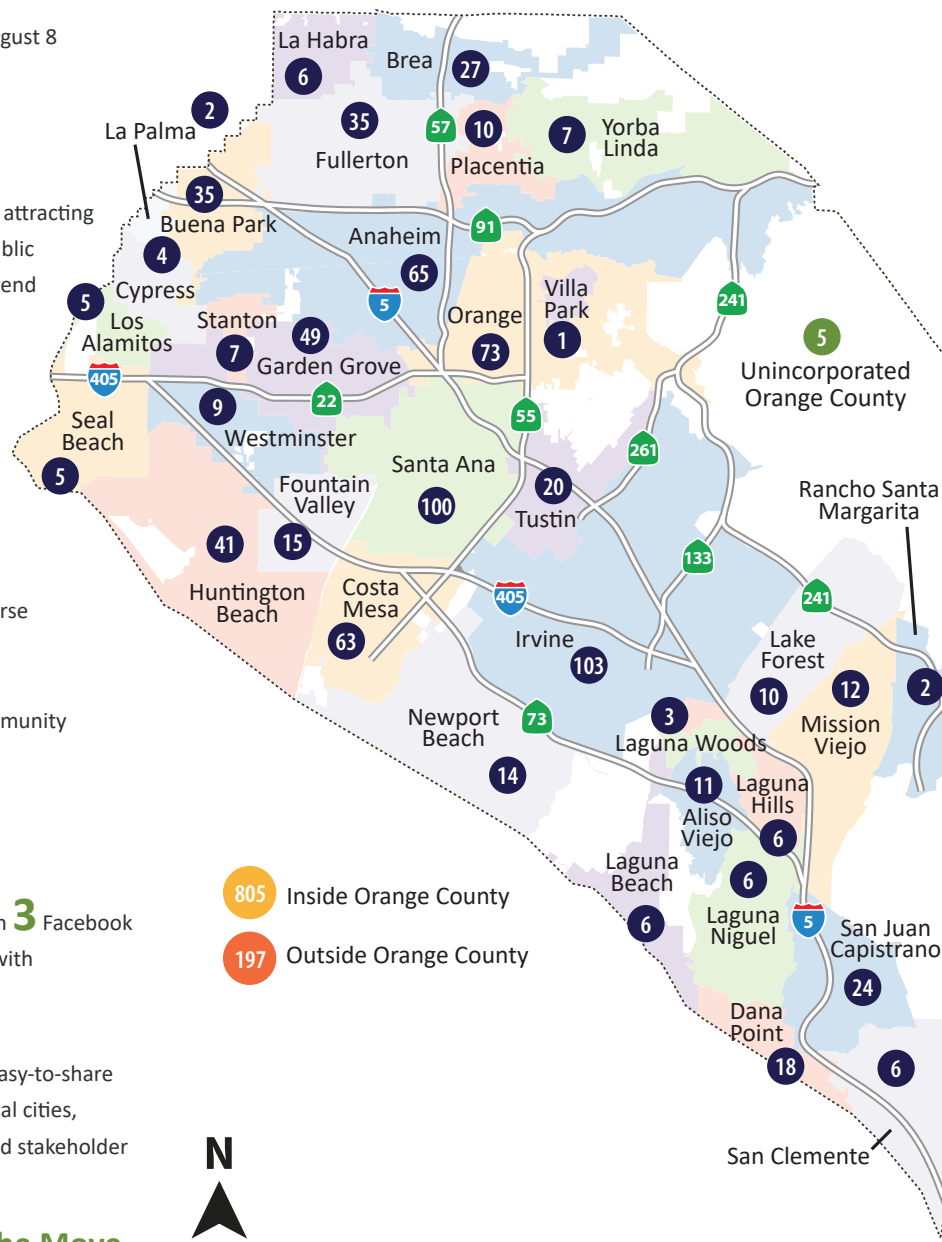 gust 8
attracting
blic
end
rse
munity
3 Facebook
with
asy-to-share
al cities,
d stakeholder
he Move
La Habra
6
Brea
27
2
La Palma
35
Fullerton
57
10
Placentia
7
Yorba
Linda
35
Buena Park
91
Anaheim
65
4
Cypress
5
Los
Alamitos
5
Stanton
7
49
Garden Grove
Orange
73
Villa
Park
1
241
5
Unincorporated
Orange County
405
22
9
Westminster
55
261
Seal
Beach
5
Santa Ana
100
Fountain
Valley
15
20
Tustin
Rancho Santa
Margarita
41
Huntington
Beach
133
Costa
Mesa
63
405
Irvine
103
241
Lake
Forest
10
12
Mission
Viejo
2
Newport
Beach
14
73
3
Laguna Woods
11
Aliso
Viejo
Laguna
Hills
6
Laguna
Beach
6
6
Laguna
Niguel
5
San Juan
Capistrano
24
805 Inside Orange County
197 Outside Orange County
Dana
Point
18
6
San Clemente
N